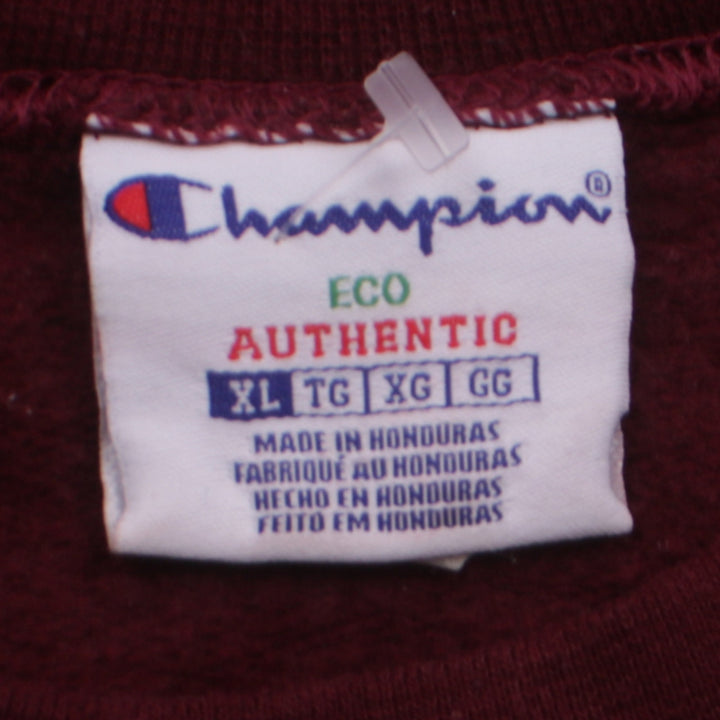 Champion®
ECO
AUTHENTIC
XL TG XG GG
MADE IN HONDURAS
FABRIQUÉ AU HONDURAS
HECHO EN HONDURAS
FEITO EM HONDURAS